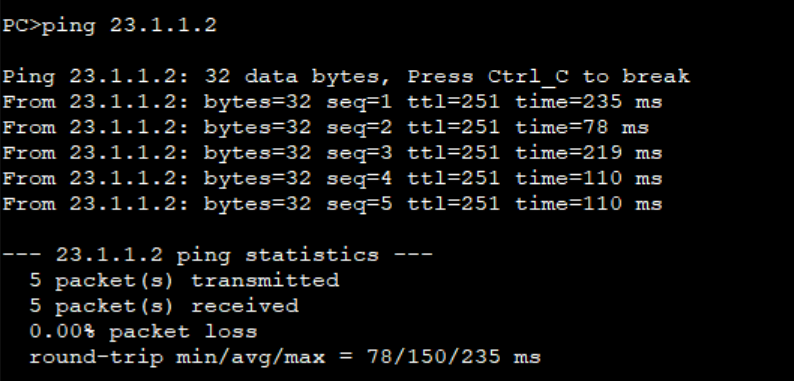 PC>ping 23.1.1.2
Ping 23.1.1.2: 32 data bytes, Press Ctrl_C to break
From 23.1.1.2: bytes=32 seq=1 ttl=251 time=235 ms
From 23.1.1.2: bytes=32 seq=2 ttl=251 time=78 ms
From 23.1.1.2: bytes=32 seq=3 ttl=251 time=219 ms
From 23.1.1.2: bytes=32 seq=4 ttl=251 time=110 ms
From 23.1.1.2: bytes=32 seq=5 ttl=251 time=110 ms
--- 23.1.1.2 ping statistics ---
5 packet(s) transmitted
5 packet(s) received
0.00% packet loss
round-trip min/avg/max = 78/150/235 ms